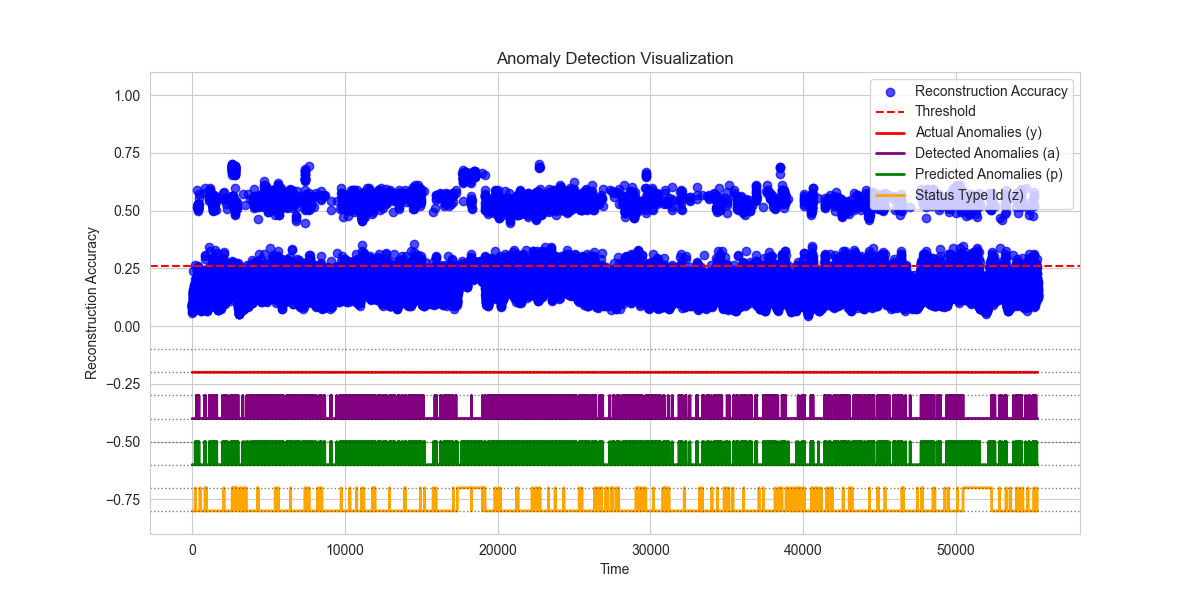 Anomaly Detection Visualization
Reconstruction Accuracy
1.00
0.75
0.50
0.25
0.00
−0.25
−0.50
−0.75
Reconstruction Accuracy
Threshold
Actual Anomalies (y)
Detected Anomalies (a)
Predicted Anomalies (p)
Status Type Id (z)
0
10000
20000
30000
40000
50000
Time